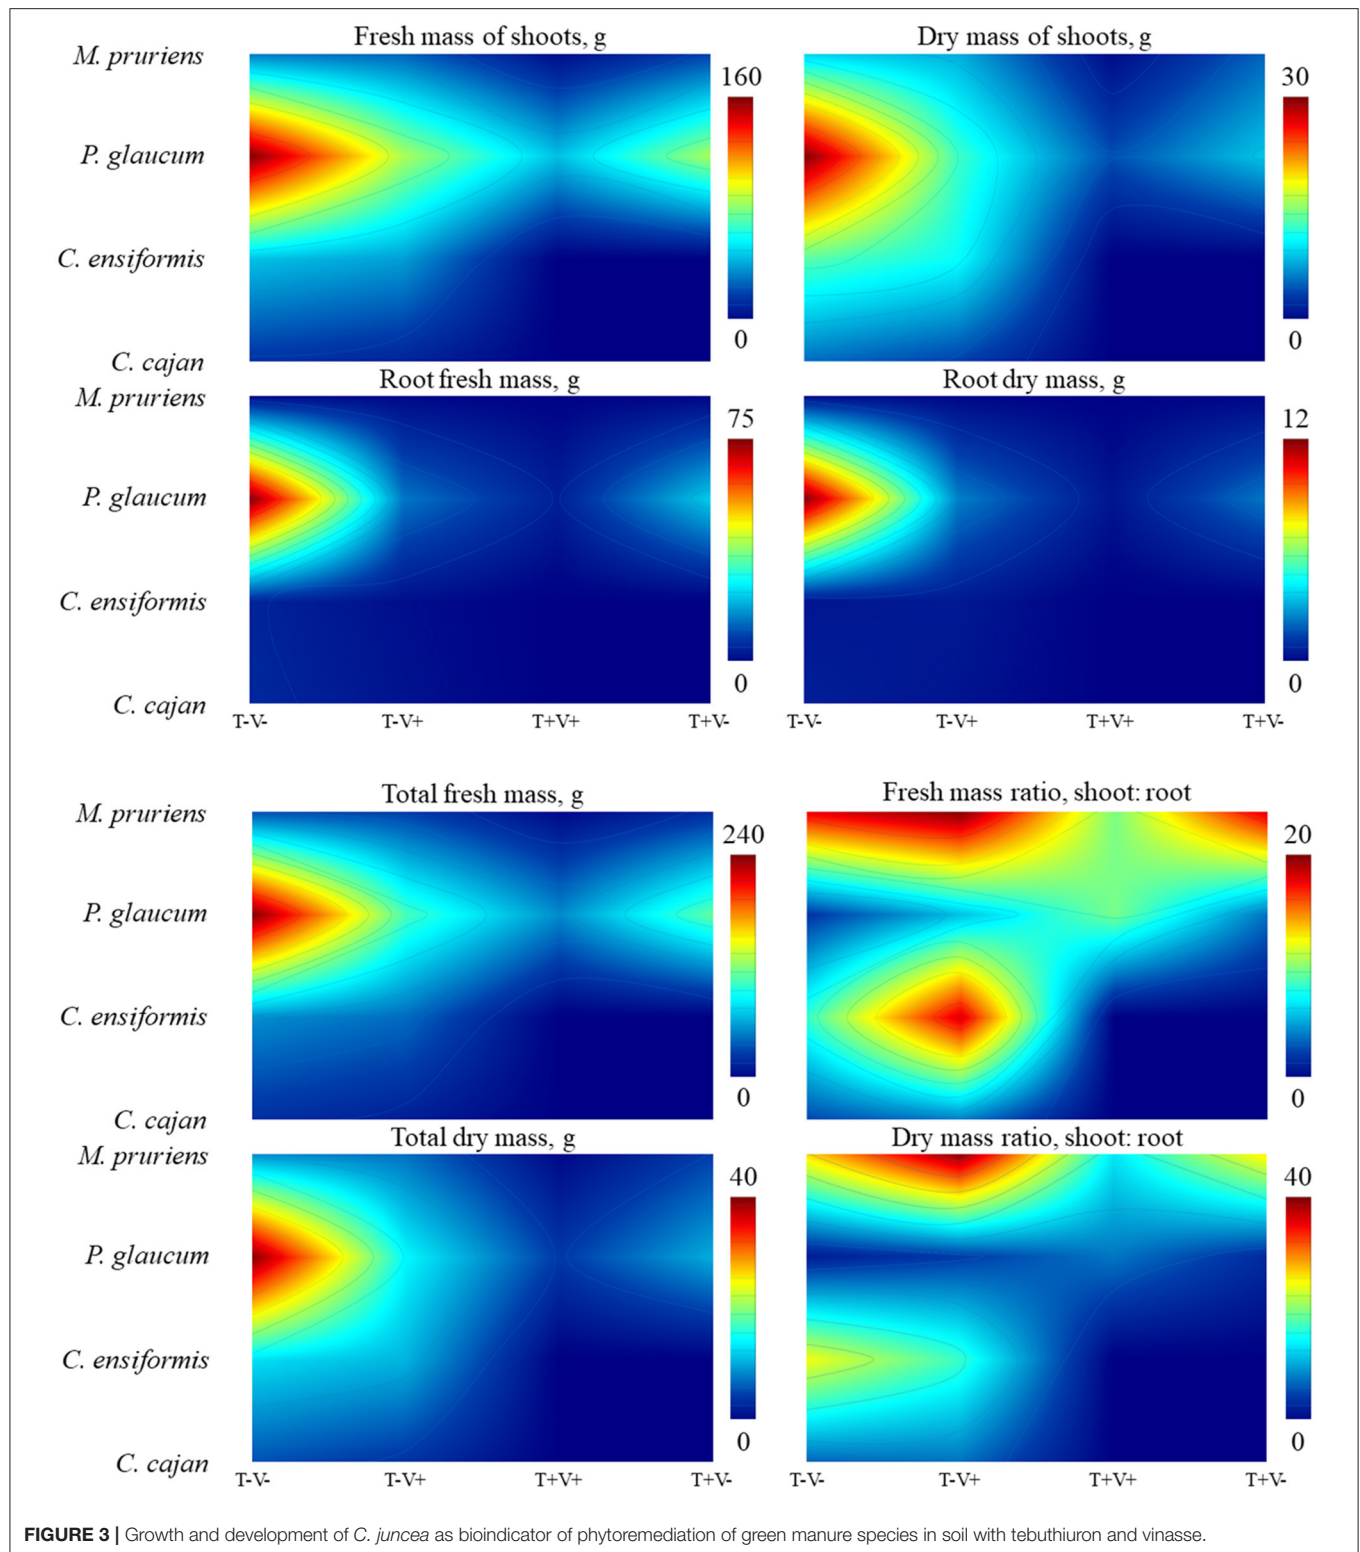 Fresh mass of shoots, g
Dry mass of shoots, g
M. pruriens
P. glaucum
C. ensiformis
C. cajan
160
0
30
0
Root fresh mass, g
Root dry mass, g
M. pruriens
P. glaucum
C. ensiformis
C. cajan
75
0
12
0
T-V- T-V+ T+V+ T+V-
T-V- T-V+ T+V+ T+V-
Total fresh mass, g
Fresh mass ratio, shoot: root
M. pruriens
P. glaucum
C. ensiformis
C. cajan
240
0
20
0
Total dry mass, g
Dry mass ratio, shoot: root
M. pruriens
P. glaucum
C. ensiformis
C. cajan
40
0
40
0
T-V- T-V+ T+V+ T+V-
T-V- T-V+ T+V+ T+V-
FIGURE 3 | Growth and development of C. juncea as bioindicator of phytoremediation of green manure species in soil with tebuthiuron and vinasse.